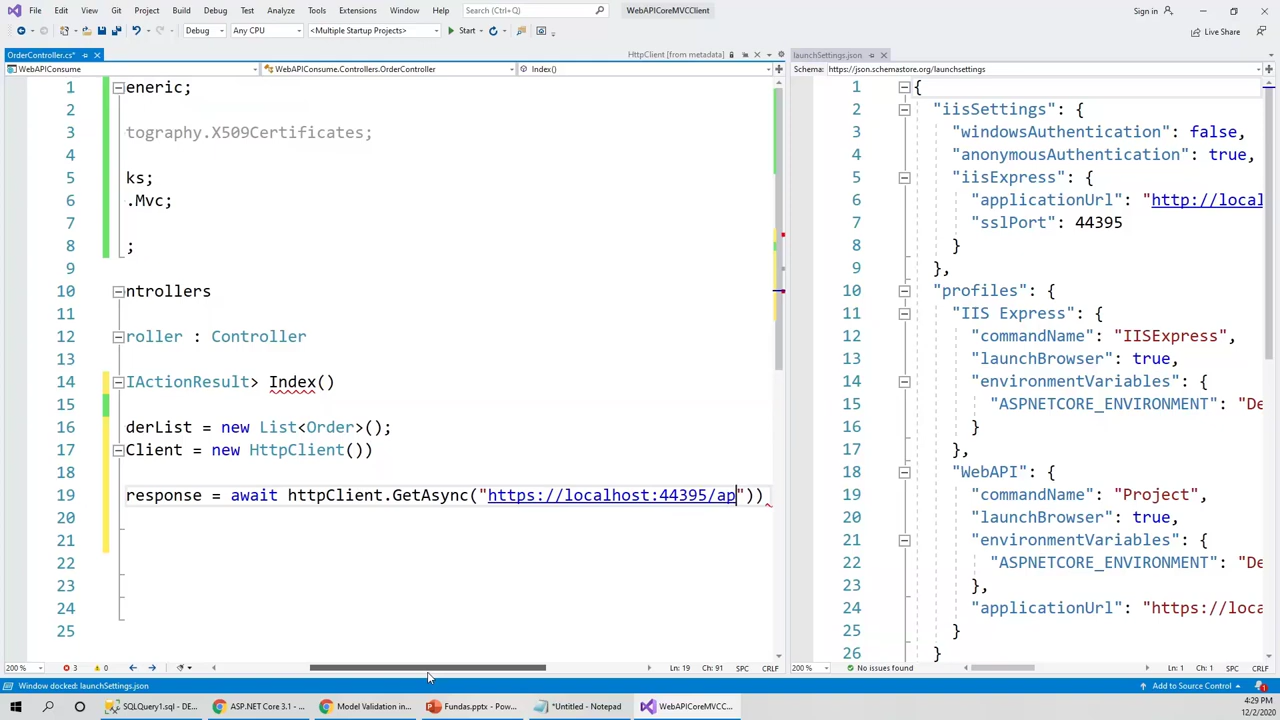 File Edit View Git Project Build Debug Test Analyze Tools Extensions Window Help Search (Ctrl+Q) WebAPICoreMVCClient Sign in
Debug Any CPU <Multiple Startup Projects> Start Live Share
OrderController.cs* HttpClient [from metadata] launchSettings.json
WebAPIConsume WebAPIConsume.Controllers.OrderController Index() Schema: https://json.schemastore.org/launchsettings
1 eneric;
2
3 tography.X509Certificates;
4
5 ks;
6 .Mvc;
7
8 ;
9
10 ntrollers
11
12 roller : Controller
13
14 IActionResult> Index()
15
16 derList = new List<Order>();
17 Client = new HttpClient())
18
19 response = await httpClient.GetAsync("https://localhost:44395/ap"))
20
21
22
23
24
25
1 {
2 "iisSettings": {
3 "windowsAuthentication": false,
4 "anonymousAuthentication": true,
5 "iisExpress": {
6 "applicationUrl": "http://local
7 "sslPort": 44395
8 }
9 },
10 "profiles": {
11 "IIS Express": {
12 "commandName": "IISExpress",
13 "launchBrowser": true,
14 "environmentVariables": {
15 "ASPNETCORE_ENVIRONMENT": "De
16 }
17 },
18 "WebAPI": {
19 "commandName": "Project",
20 "launchBrowser": true,
21 "environmentVariables": {
22 "ASPNETCORE_ENVIRONMENT": "De
23 },
24 "applicationUrl": "https://loca
25 }
26 }
200 % 3 0 Ln: 19 Ch: 91 SPC CRLF 200 % No issues found Ln: 1 Ch: 1 SPC CRLF
Window docked: launchSettings.json Add to Source Control 1
SQLQuery1.sql - DE... ASP.NET Core 3.1 - ... Model Validation in... Fundas.pptx - Pow... *Untitled - Notepad WebAPICoreMVCC... 4:29 PM
12/2/2020